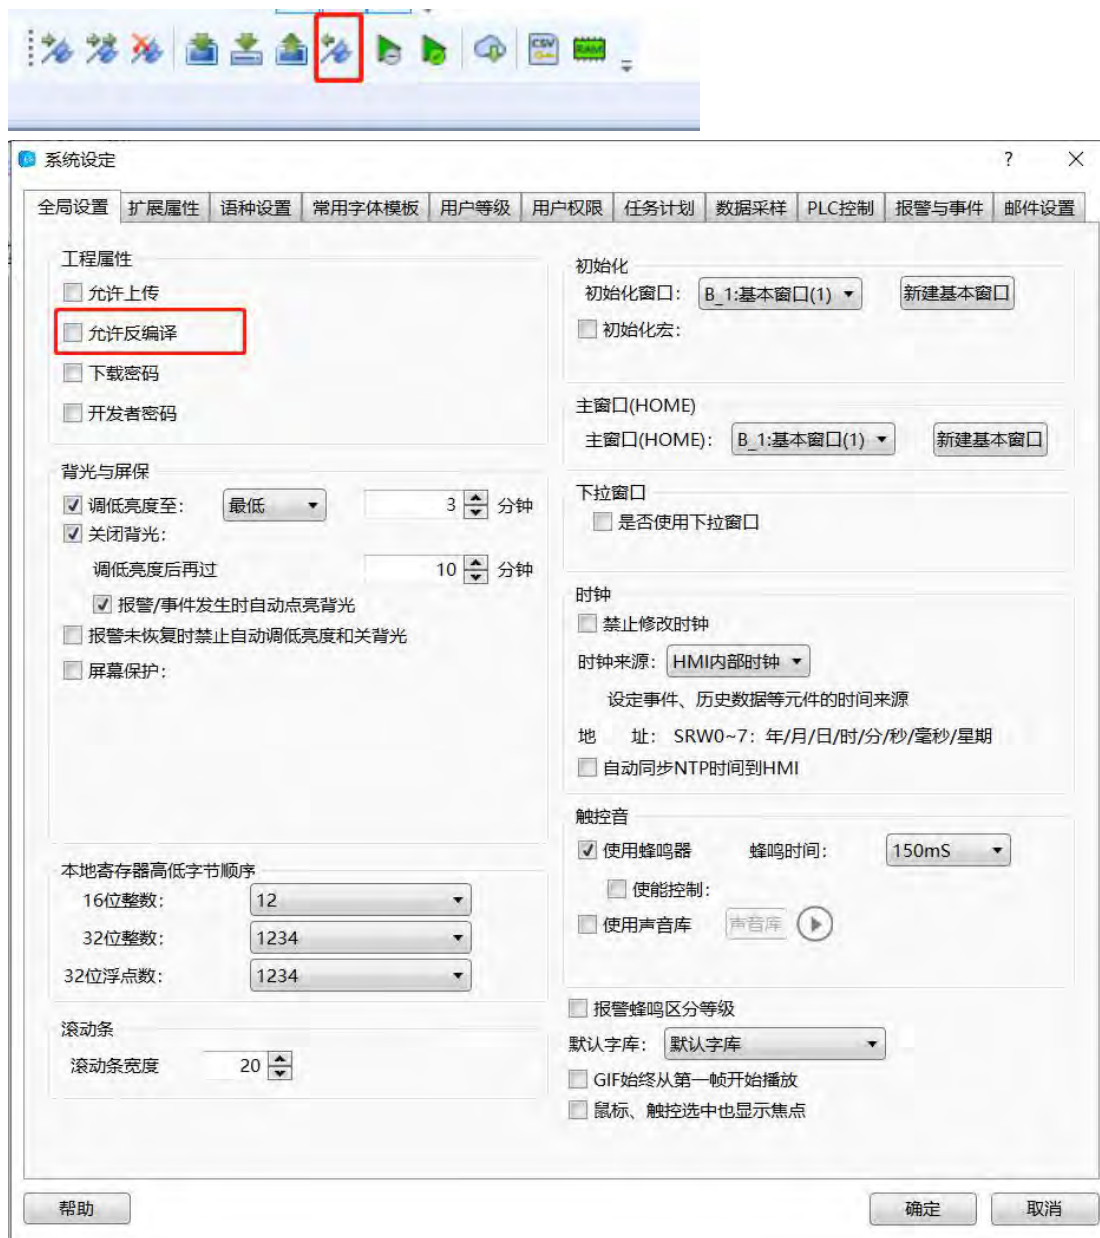 CSV
RAM
系统设定
?
全局设置 扩展属性 语种设置 常用字体模板 用户等级 用户权限 任务计划 数据采样 PLC控制 报警与事件 邮件设置
工程属性
允许上传
允许反编译
下载密码
开发者密码
背光与屏保
调低亮度至: 最低 3 分钟
关闭背光:
调低亮度后再过 10 分钟
报警/事件发生时自动点亮背光
报警未恢复时禁止自动调低亮度和关背光
屏幕保护:
本地寄存器高低字节顺序
16位整数: 12
32位整数: 1234
32位浮点数: 1234
滚动条
滚动条宽度 20
初始化
初始化窗口: B_1:基本窗口(1) 新建基本窗口
初始化宏:
主窗口(HOME)
主窗口(HOME): B_1:基本窗口(1) 新建基本窗口
下拉窗口
是否使用下拉窗口
时钟
禁止修改时钟
时钟来源: HMI内部时钟
设定事件、历史数据等元件的时间来源
地 址: SRW0~7: 年/月/日/时/分/秒/毫秒/星期
自动同步NTP时间到HMI
触控音
使用蜂鸣器 蜂鸣时间: 150mS
使能控制:
使用声音库 声音库
报警蜂鸣区分等级
默认字库: 默认字库
GIF始终从第一帧开始播放
鼠标、触控选中也显示焦点
帮助 确定 取消